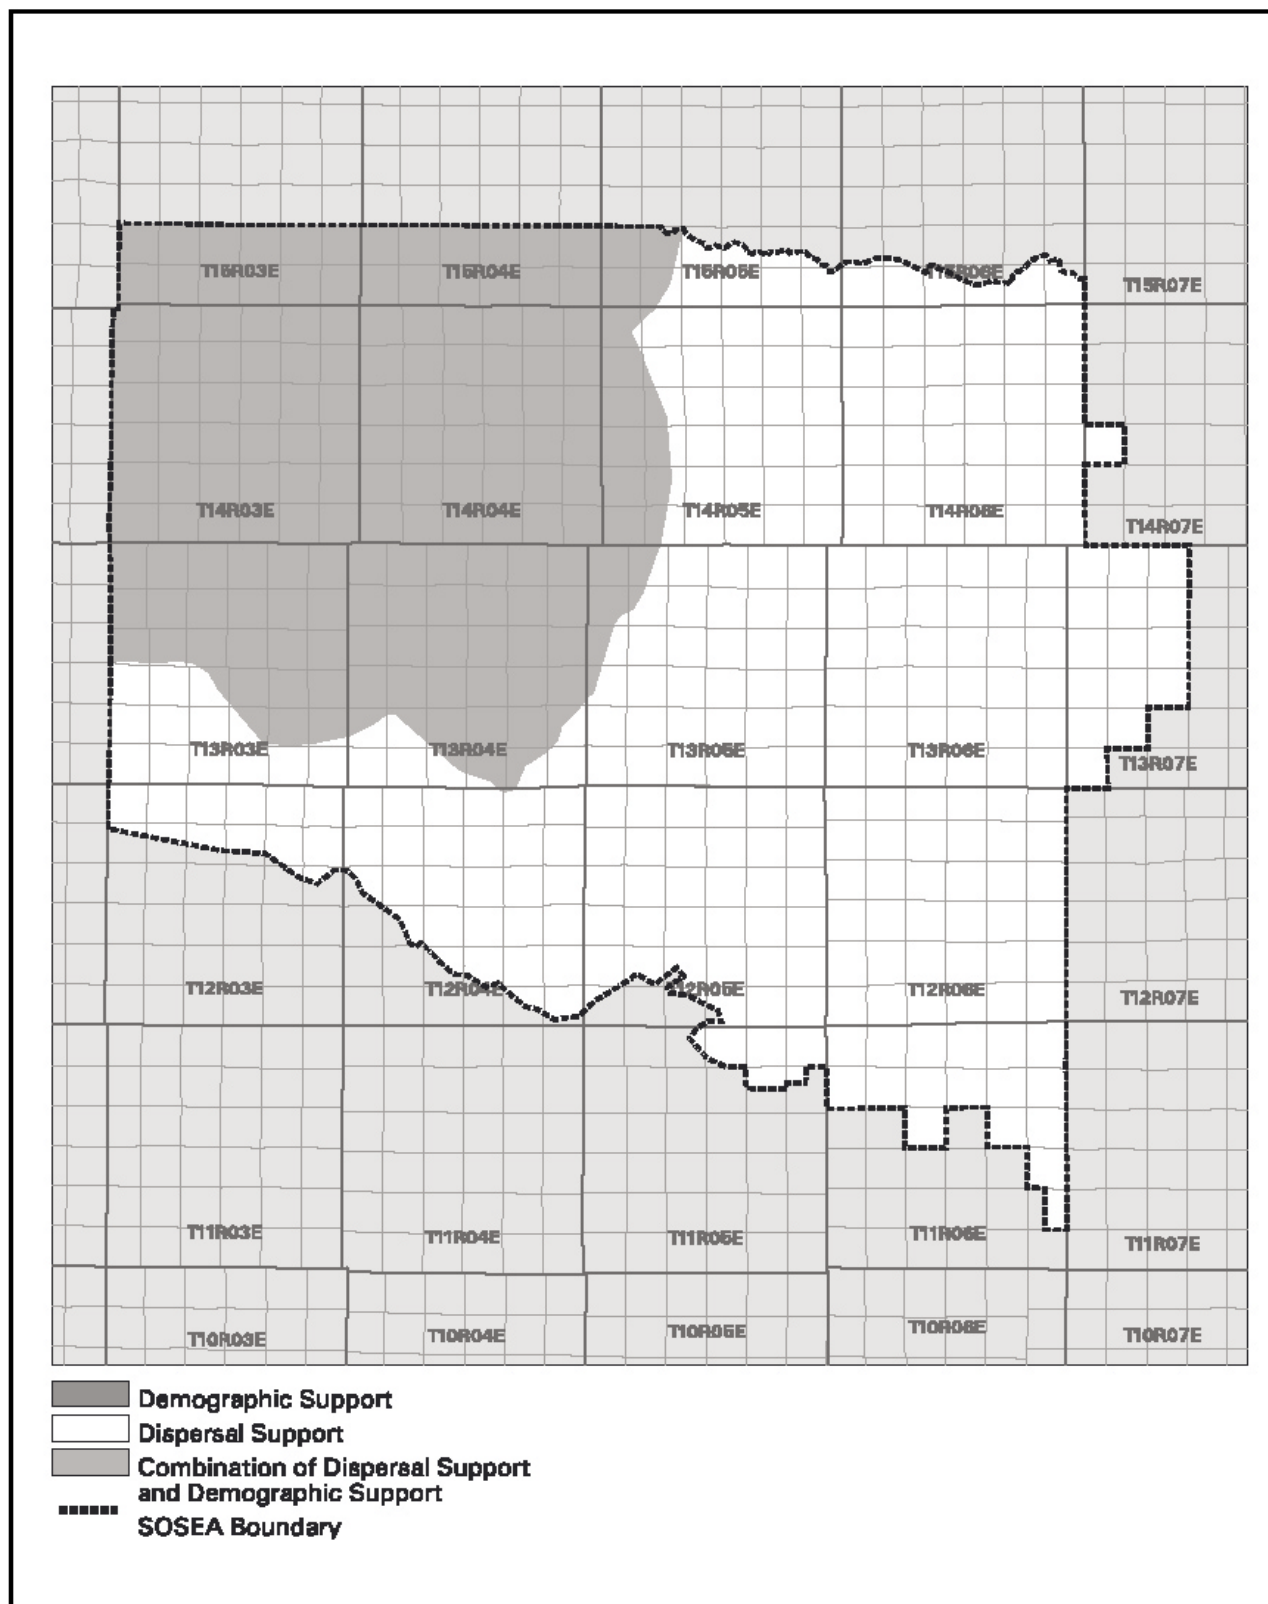 T15R03E
T15R04E
T15R05E
T15R06E
T15R07E
T14R03E
T14R04E
T14R05E
T14R06E
T14R07E
T13R03E
T13R04E
T13R05E
T13R06E
T13R07E
T12R03E
T12R04E
T12R05E
T12R06E
T12R07E
T11R03E
T11R04E
T11R05E
T11R06E
T11R07E
T10R03E
T10R04E
T10R05E
T10R06E
T10R07E
Demographic Support
Dispersal Support
Combination of Dispersal Support
and Demographic Support
SOSEA Boundary